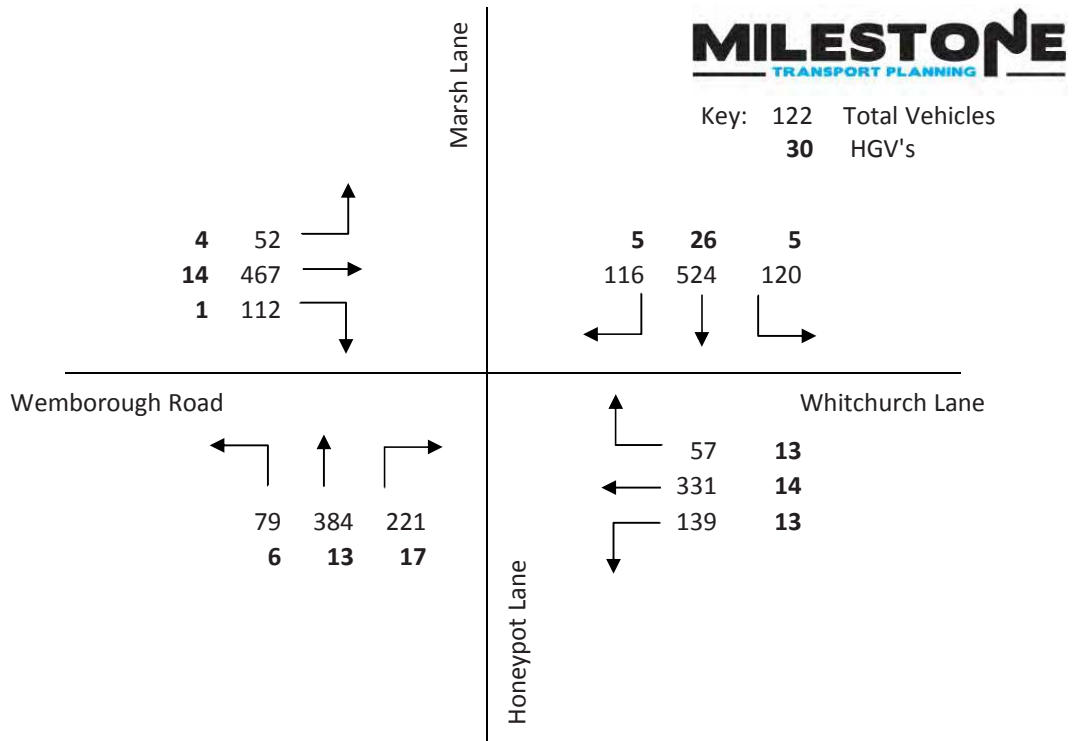 MILESTONE
TRANSPORT PLANNING
Key: 122 Total Vehicles
30 HGV's
Marsh Lane
4 52
14 467
1 112
5 26 5
116 524 120
Wemborough Road
Whitchurch Lane
57 13
331 14
139 13
79 384 221
6 13 17
Honeypot Lane